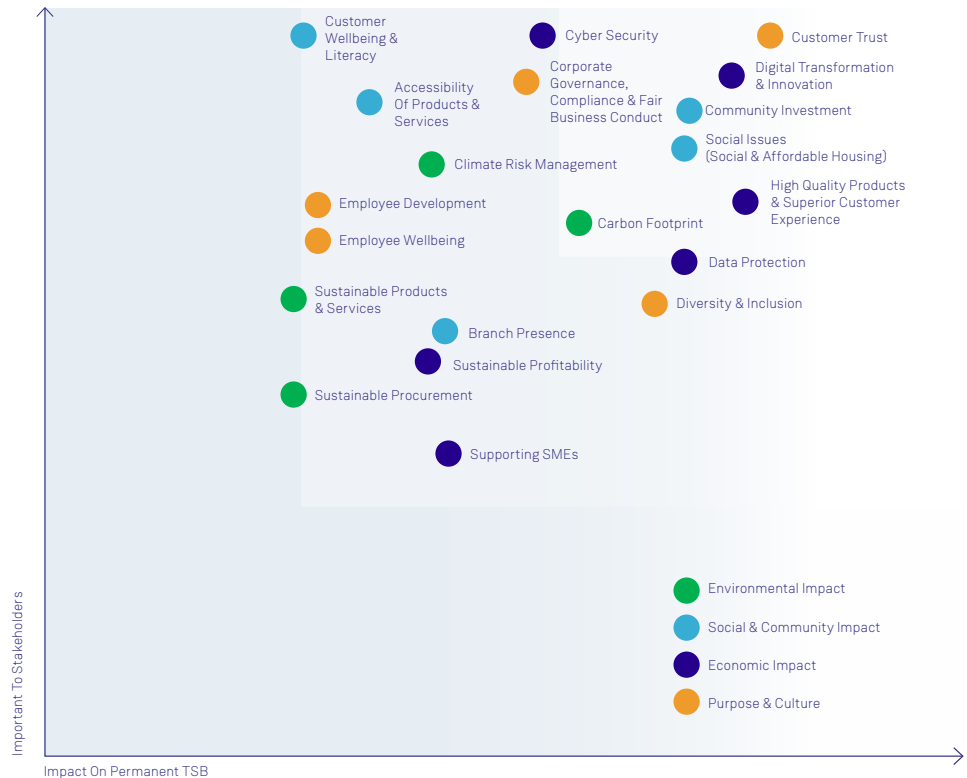 Customer
Wellbeing &
Literacy
Cyber Security
Customer Trust
Corporate
Governance,
Compliance & Fair
Business Conduct
Digital Transformation
& Innovation
Accessibility
Of Products &
Services
Community Investment
Social Issues
(Social & Affordable Housing)
Climate Risk Management
High Quality Products
& Superior Customer
Experience
Employee Development
Carbon Footprint
Employee Wellbeing
Data Protection
Sustainable Products
& Services
Diversity & Inclusion
Branch Presence
Sustainable Profitability
Sustainable Procurement
Supporting SMEs
Environmental Impact
Social & Community Impact
Economic Impact
Purpose & Culture
Important To Stakeholders
Impact On Permanent TSB